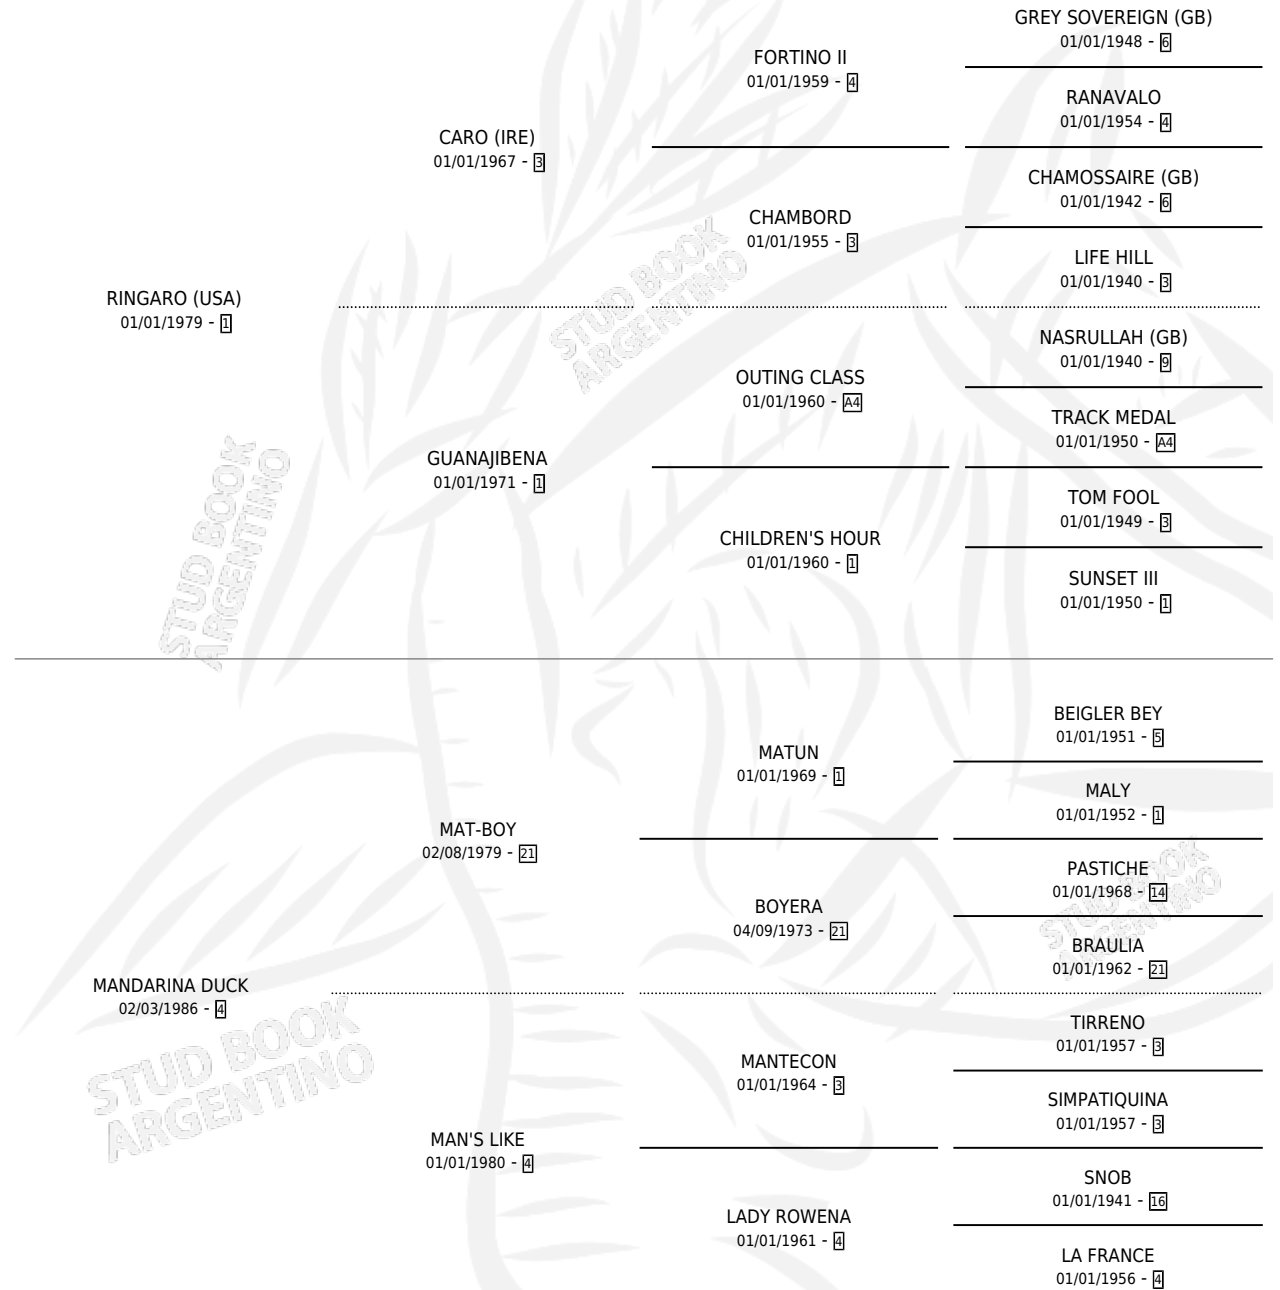 GREY SOVEREIGN (GB)
01/01/1948 - 6
FORTINO II
01/01/1959 - 4
RANAVALO
01/01/1954 - 4
CARO (IRE)
01/01/1967 - 3
CHAMOSSAIRE (GB)
01/01/1942 - 6
CHAMBORD
01/01/1955 - 3
LIFE HILL
01/01/1940 - 3
RINGARO (USA)
01/01/1979 - 1
NASRULLAH (GB)
01/01/1940 - 9
OUTING CLASS
01/01/1960 - A4
TRACK MEDAL
01/01/1950 - A4
GUANAJIBENA
01/01/1971 - 1
TOM FOOL
01/01/1949 - 3
CHILDREN'S HOUR
01/01/1960 - 1
SUNSET III
01/01/1950 - 1
BEIGLER BEY
01/01/1951 - 5
MATUN
01/01/1969 - 1
MALY
01/01/1952 - 1
MAT-BOY
02/08/1979 - 21
PASTICHE
01/01/1968 - 14
BOYERA
04/09/1973 - 21
BRAULIA
01/01/1962 - 21
MANDARINA DUCK
02/03/1986 - 4
TIRRENO
01/01/1957 - 3
MANTECON
01/01/1964 - 3
SIMPATIQUINA
01/01/1957 - 3
MAN'S LIKE
01/01/1980 - 4
SNOB
01/01/1941 - 16
LADY ROWENA
01/01/1961 - 4
LA FRANCE
01/01/1956 - 4
STUD BOOK
ARGENTINO
STUD BOOK
ARGENTINO
STUD BOOK
ARGENTINO
STUD BOOK
ARGENTINO